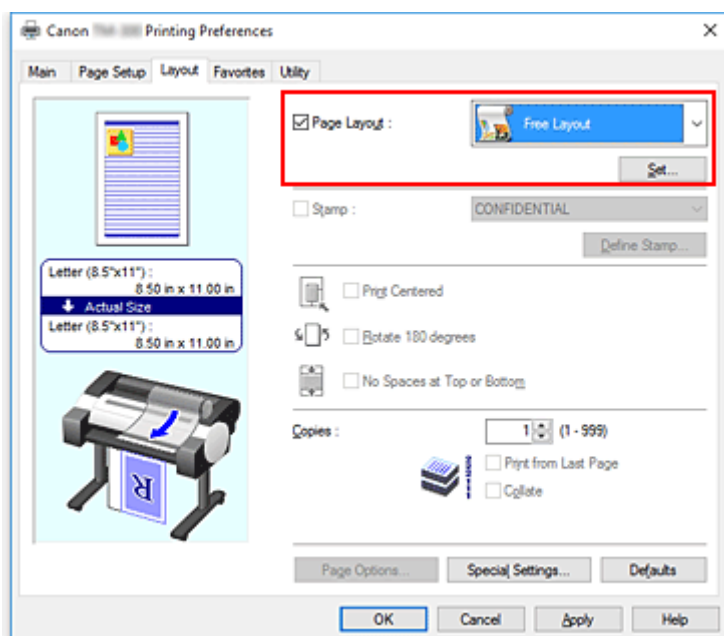 Canon Printing Preferences
Main Page Setup Layout Favorites Utility
Page Layout : Free Layout
Set...
Stamp : CONFIDENTIAL
Define Stamp...
Letter (8.5"x11") :
8.50 in x 11.00 in
Actual Size
Letter (8.5"x11") :
8.50 in x 11.00 in
Print Centered
Rotate 180 degrees
No Spaces at Top or Bottom
Copies : 1 (1 - 999)
Print from Last Page
Collate
R
Page Options... Special Settings... Defaults
OK Cancel Apply Help